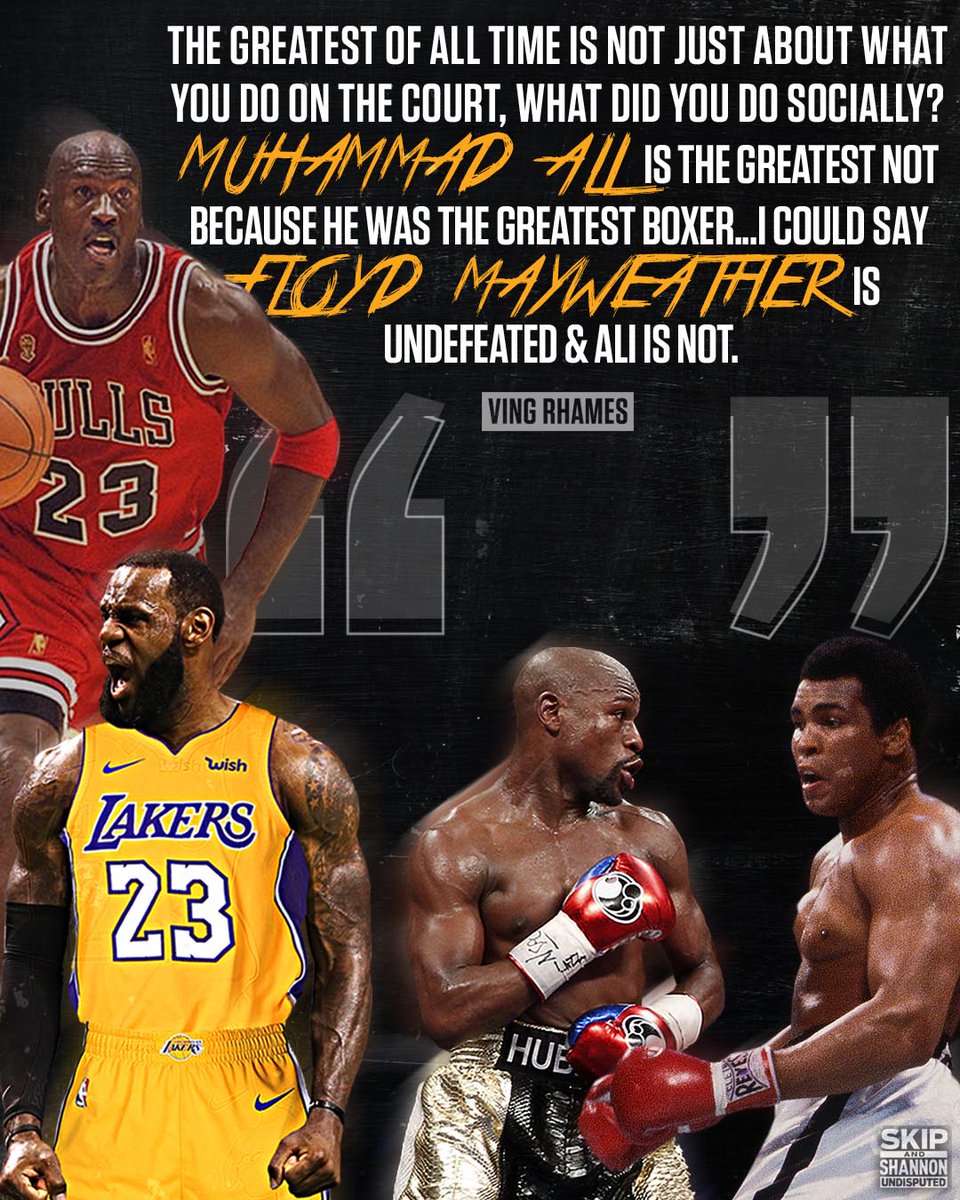 THE GREATEST OF ALL TIME IS NOT JUST ABOUT WHAT
YOU DO ON THE COURT, WHAT DID YOU DO SOCIALLY?
MUHAMMAD ALI IS THE GREATEST NOT
BECAUSE HE WAS THE GREATEST BOXER...I COULD SAY
FLOYD MAYWEATHER IS
UNDEFEATED & ALI IS NOT.
VING RHAMES
“ ”
BULLS
23
wish
LAKERS
23
LAKERS
HUB
REYES
SKIP
AND
SHANNON
UNDISPUTED